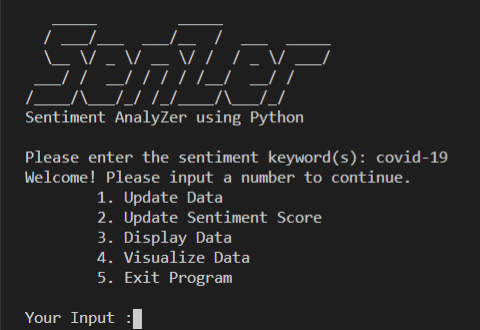 SenZer
Sentiment AnalyZer using Python
Please enter the sentiment keyword(s): covid-19
Welcome! Please input a number to continue.
1. Update Data
2. Update Sentiment Score
3. Display Data
4. Visualize Data
5. Exit Program
Your Input :